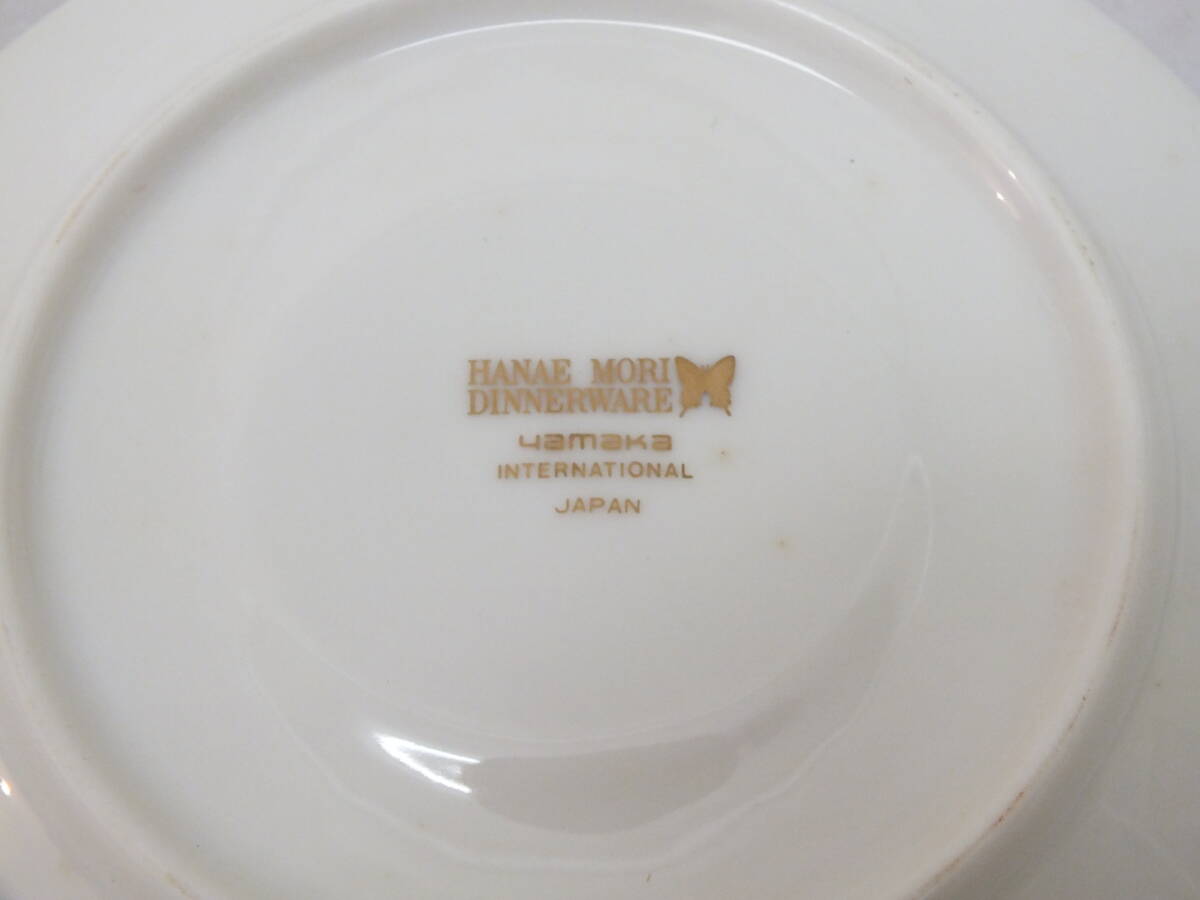 HANAE MORI
DINNERWARE
yamaka
INTERNATIONAL
JAPAN